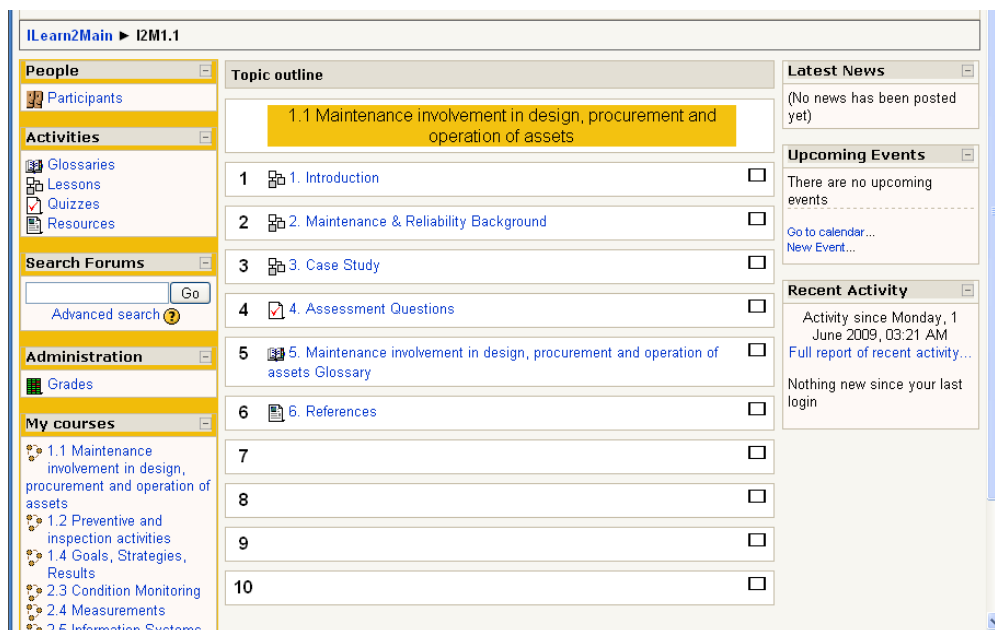 ILearn2Main ► I2M1.1
People
Participants
Activities
Glossaries
Lessons
Quizzes
Resources
Search Forums
Go
Advanced search ?
Administration
Grades
My courses
1.1 Maintenance
involvement in design,
procurement and operation of
assets
1.2 Preventive and
inspection activities
1.4 Goals, Strategies,
Results
2.3 Condition Monitoring
2.4 Measurements
2.5 Information Systems
Topic outline
1.1 Maintenance involvement in design, procurement and
operation of assets
1 1. Introduction
2 2. Maintenance & Reliability Background
3 3. Case Study
4 4. Assessment Questions
5 5. Maintenance involvement in design, procurement and operation of
assets Glossary
6 6. References
7
8
9
10
Latest News
(No news has been posted
yet)
Upcoming Events
There are no upcoming
events
Go to calendar...
New Event...
Recent Activity
Activity since Monday, 1
June 2009, 03:21 AM
Full report of recent activity...
Nothing new since your last
login